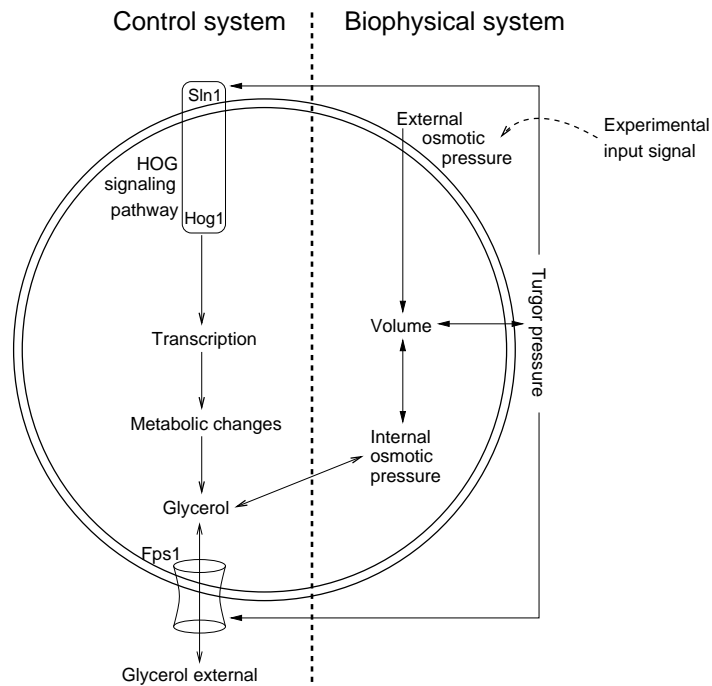 Control system
Biophysical system
Sln1
External
osmotic
pressure
Experimental
input signal
HOG
signaling
pathway
Hog1
Turgor pressure
Volume
Transcription
Metabolic changes
Internal
osmotic
pressure
Glycerol
Fps1
Glycerol external